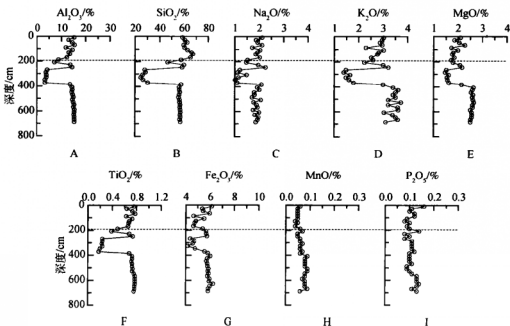 Al₂O₃/% SiO₂/% Na₂O/% K₂O/% MgO/%
0 5 10 15 20 20 40 60 80 1 2 3 4 1 2 3 4 1 2 3 4
0
200
400
600
800
深度/cm
A B C D E
TiO₂/% Fe₂O₃/% MnO/% P₂O₅/%
0.0 0.4 0.8 1.2 4 6 8 10 0.0 0.1 0.2 0.3 0.0 0.1 0.2 0.3
0
200
400
600
800
深度/cm
F G H I